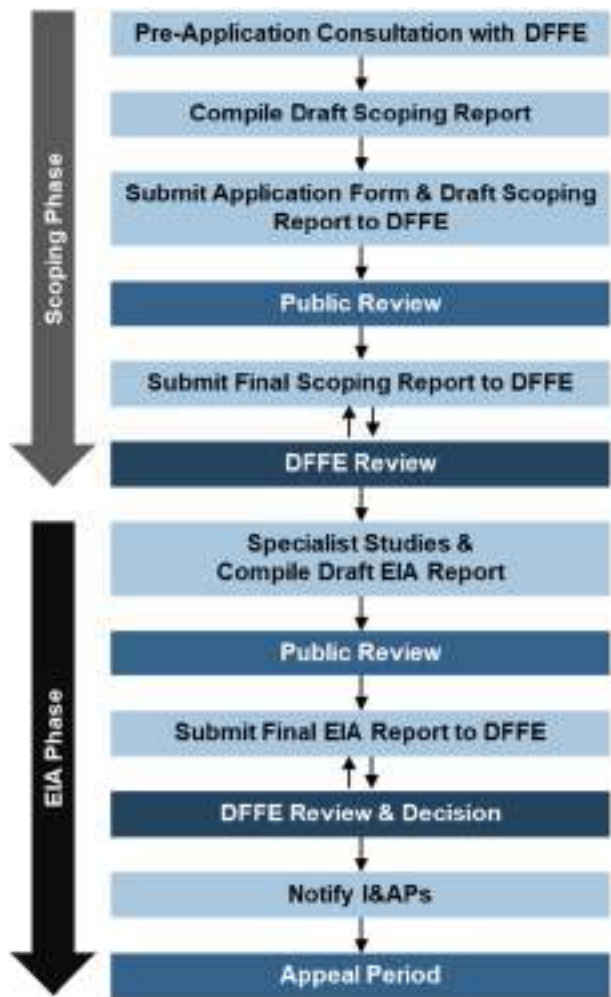 Scoping Phase
Pre-Application Consultation with DFFE
Compile Draft Scoping Report
Submit Application Form & Draft Scoping
Report to DFFE
Public Review
Submit Final Scoping Report to DFFE
DFFE Review
EIA Phase
Specialist Studies &
Compile Draft EIA Report
Public Review
Submit Final EIA Report to DFFE
DFFE Review & Decision
Notify I&APs
Appeal Period